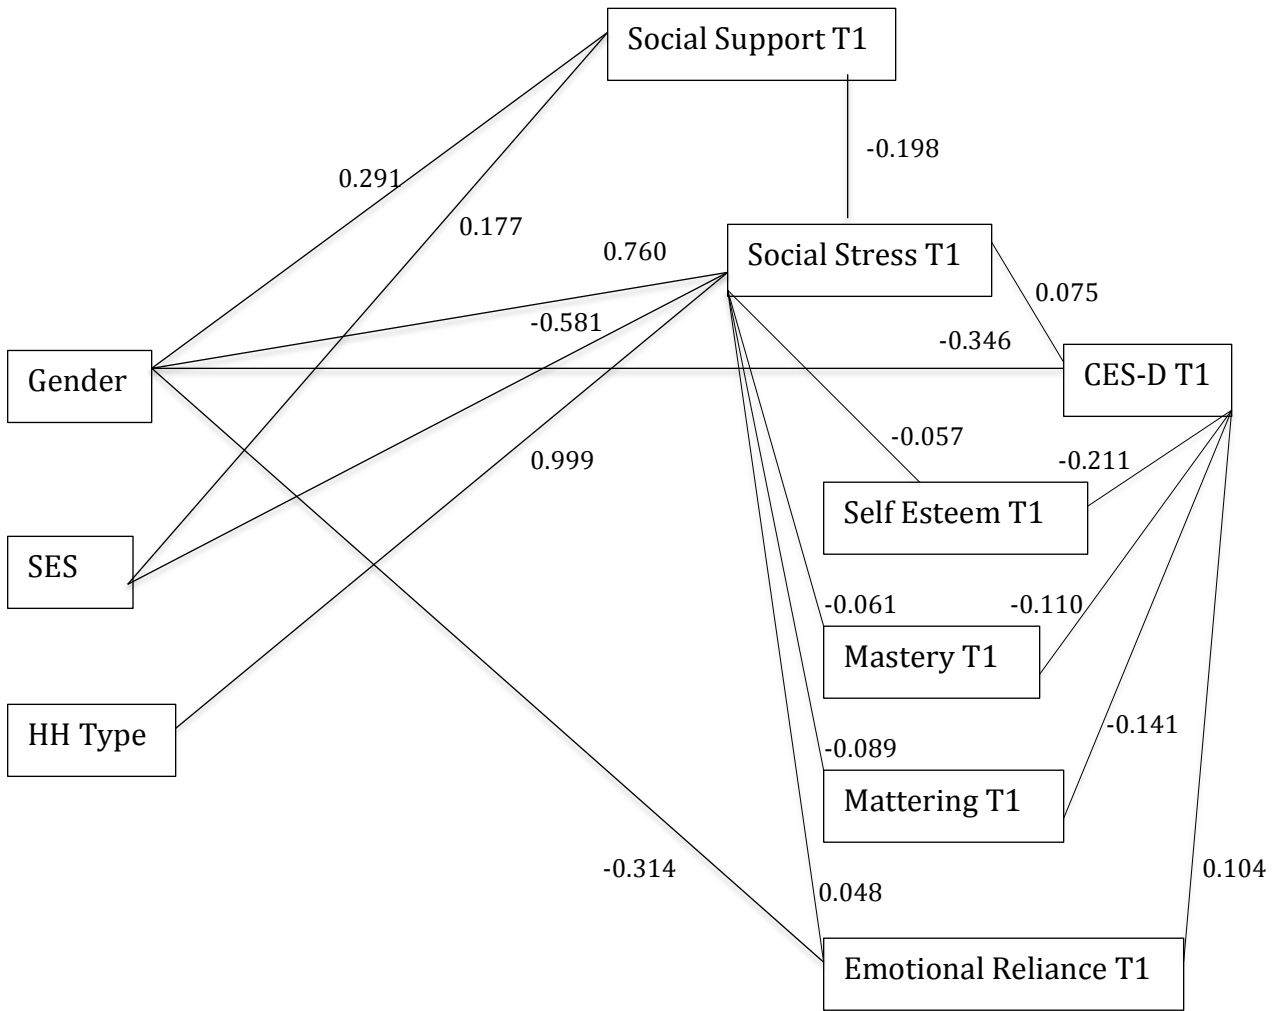 Social Support T1
-0.198
0.291
0.177
0.760
Social Stress T1
0.075
-0.581
-0.346
Gender
CES-D T1
-0.057
-0.211
0.999
Self Esteem T1
SES
-0.061
-0.110
Mastery T1
HH Type
-0.141
-0.089
Mattering T1
-0.314
0.104
0.048
Emotional Reliance T1